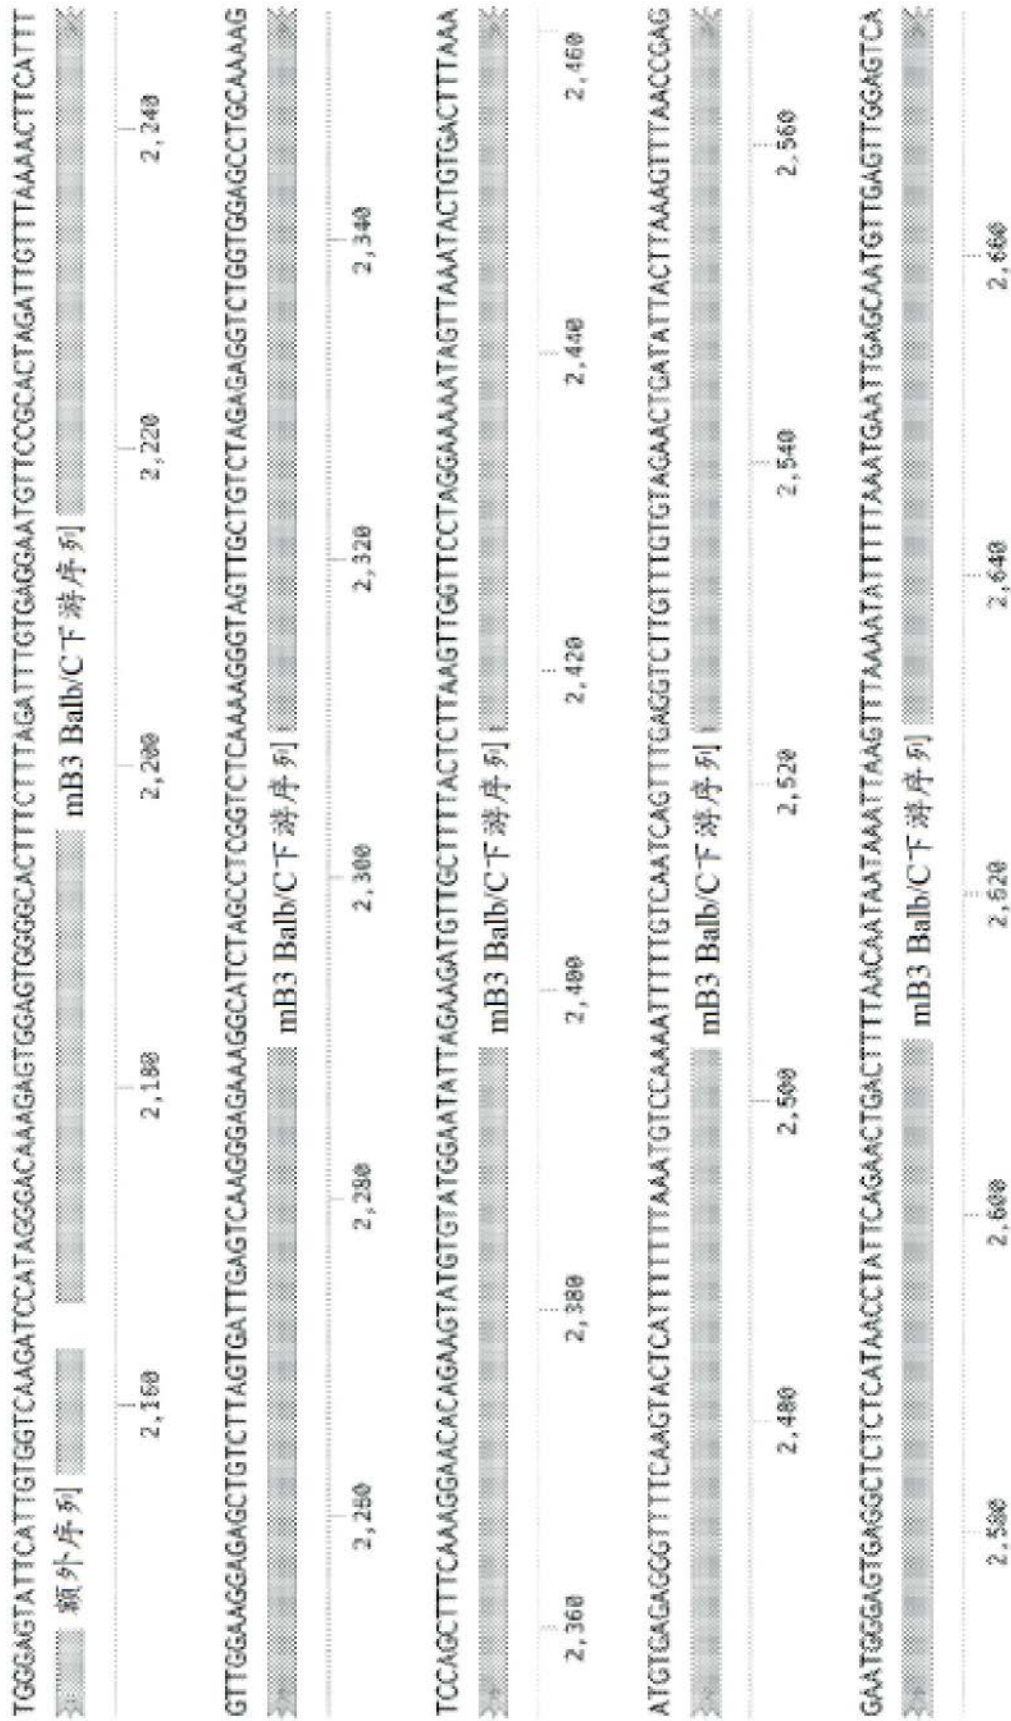 TGGGAGTATTCATTGTGGTCAAGATCCATAGGGACAAAGAGTGGAGTGGGGCACTTTCTTTAGATTTGTGAGGAATGTTCCGCACTAGATTGTTTAAAACTTCATTT
额外序列 mB3 Balb/C下游序列
2,160 2,180 2,200 2,220 2,240
GTTGGAAGGAGAGCTGTCTTAGTGATTGAGTCAAGGGAGAAAGGCATCTAGCCTCGGTCTCAAAAGGGTAGTTGCTGTCTAGAGAGGTCTGGTGGAGCCTGCAAAAG
mB3 Balb/C下游序列
2,260 2,280 2,300 2,320 2,340
TCCAGCTTTCAAAGGAACACAGAAGTATGTGTATGGAATATTAGAAGATGTTGCTTTTACTCTTAAGTTGGTTCCTAGGAAAAATAGTTAAATACTGTGACTTTAAA
mB3 Balb/C下游序列
2,360 2,380 2,400 2,420 2,440 2,460
ATGTGAGAGGGTTTTCAAGTACTCATTTTTTTAAATGTCCAAAATTTTTGTCAATCAGTTTGAGGTCTTGTTTGTGTAGAACTGATATTACTTAAAGTTTAACCGAG
mB3 Balb/C下游序列
2,480 2,500 2,520 2,540 2,560
GAATGGGAGTGAGGCTCTCTCATAACCTATTCAGAACTGACTTTTAACAATAATAAATTAAGTTTAAAATATTTTTAAATGAATTGAGCAATGTTGAGTTGGAGTCA
mB3 Balb/C下游序列
2,580 2,600 2,620 2,640 2,660